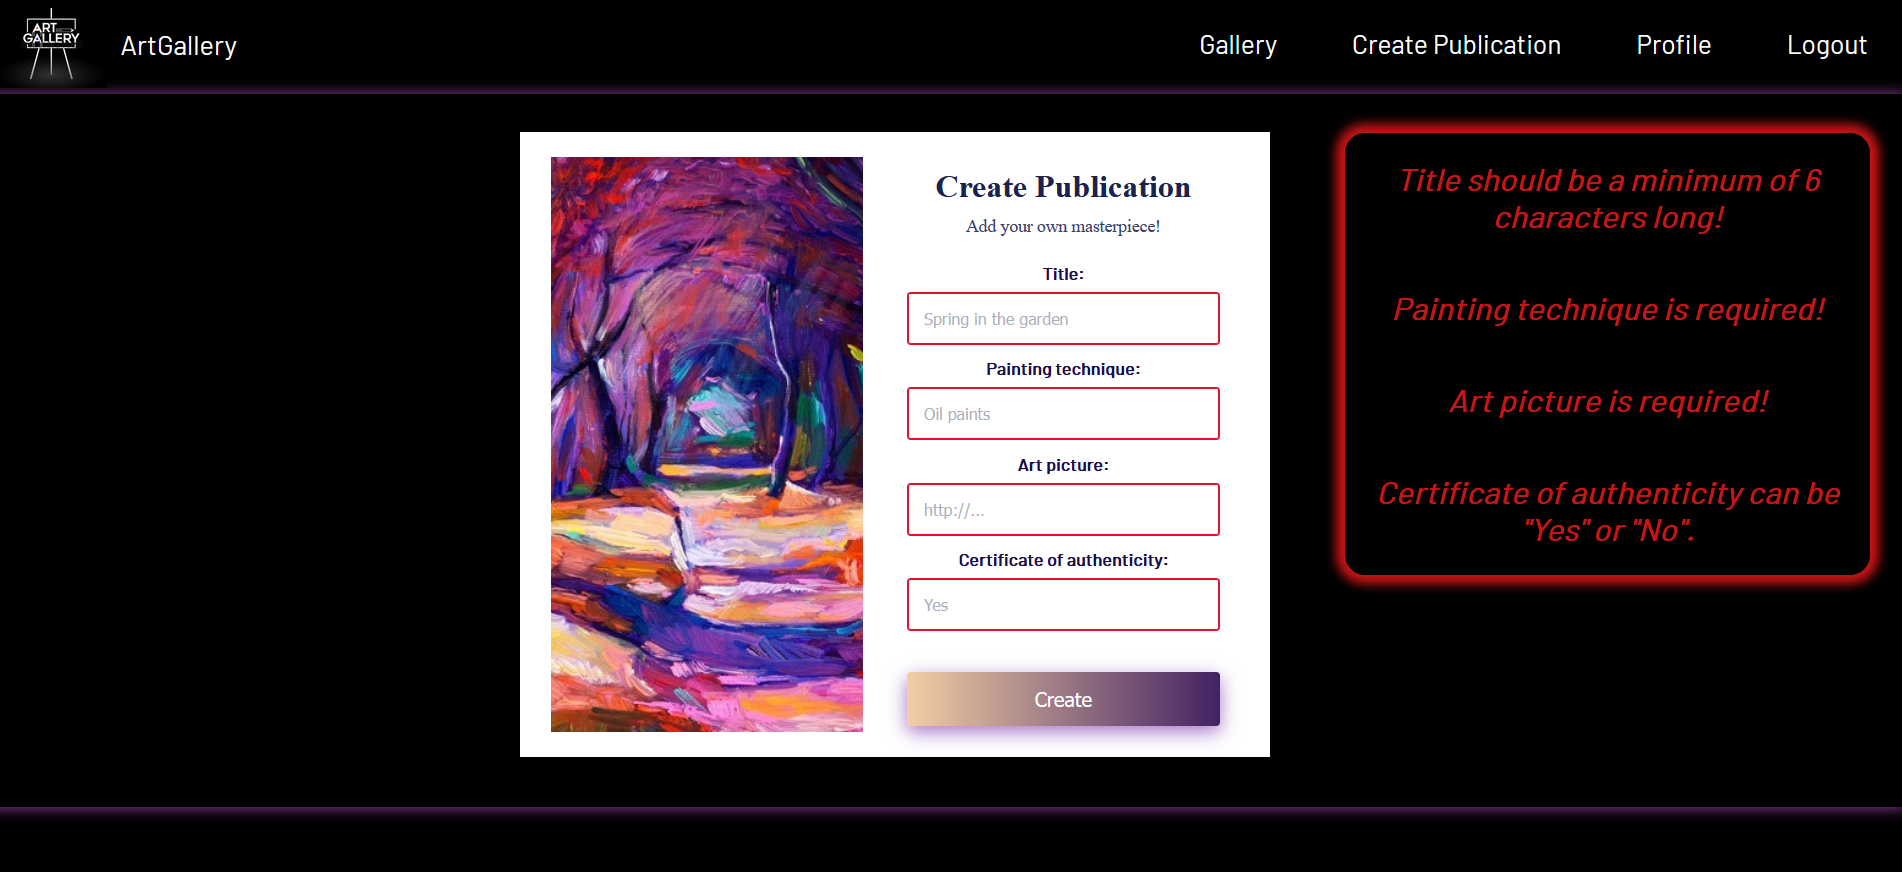 ART
GALLERY
ArtGallery
Gallery
Create Publication
Profile
Logout
Create Publication
Add your own masterpiece!
Title:
Spring in the garden
Painting technique:
Oil paints
Art picture:
http://...
Certificate of authenticity:
Yes
Create
Title should be a minimum of 6
characters long!
Painting technique is required!
Art picture is required!
Certificate of authenticity can be
"Yes" or "No".